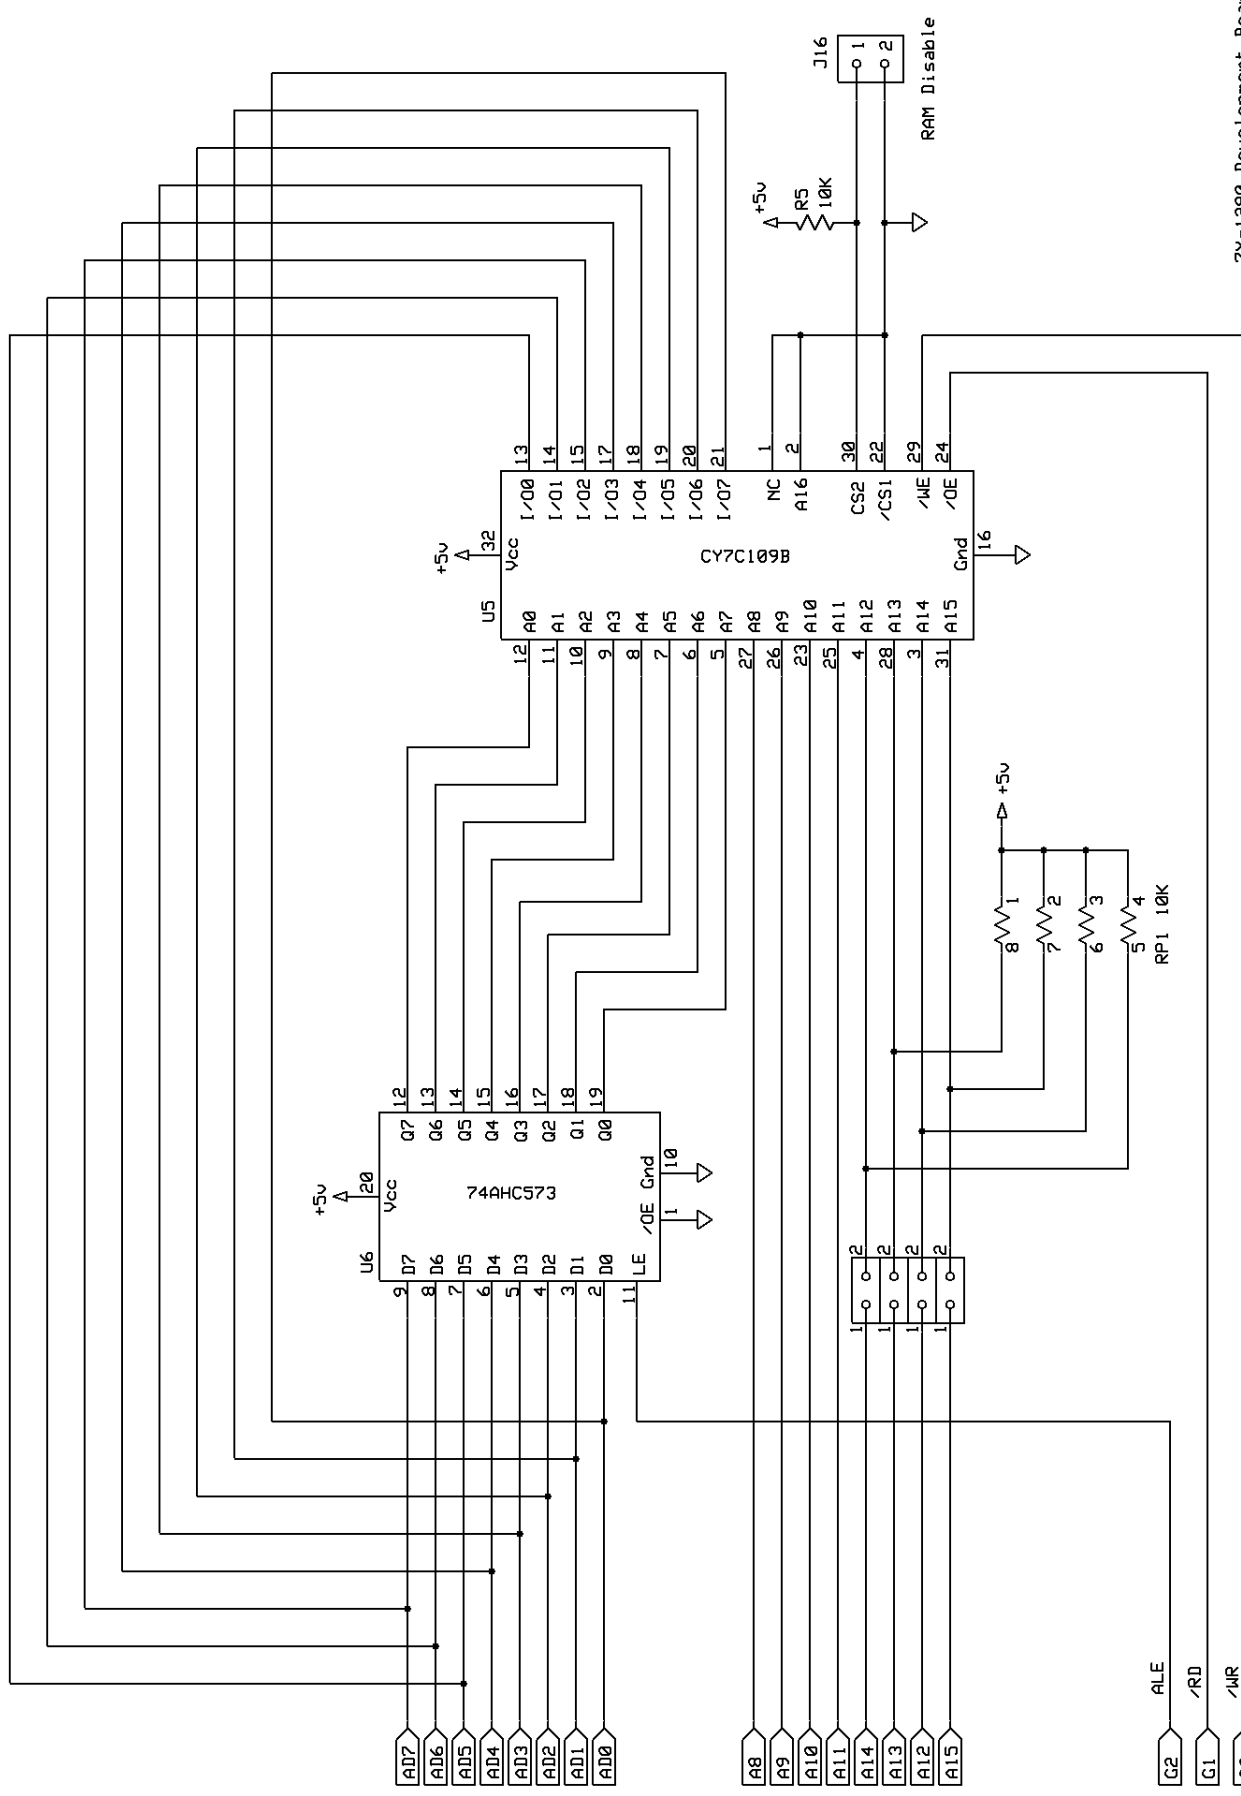 J16
1
2
RAM Disable
+5v
R5
10K
13
14
15
17
18
19
20
21
1
2
30
22
29
24
I/O0
I/O1
I/O2
I/O3
I/O4
I/O5
I/O6
I/O7
NC
A16
CS2
/CS1
/WE
/OE
+5v
32
Vcc
CY7C109B
Gnd
16
U5
A0
A1
A2
A3
A4
A5
A6
A7
A8
A9
A10
A11
A12
A13
A14
A15
12
11
10
9
8
7
6
5
27
26
23
25
4
28
3
31
+5v
1
2
3
4
8
7
6
5
RP1 10K
12
13
14
15
16
17
18
19
Q7
Q6
Q5
Q4
Q3
Q2
Q1
Q0
+5v
20
Vcc
74AHC573
Gnd
10
/OE
1
U6
D7
D6
D5
D4
D3
D2
D1
D0
LE
9
8
7
6
5
4
3
2
11
2
2
2
2
1
1
1
1
ALE
/RD
/WR
AD7
AD6
AD5
AD4
AD3
AD2
AD1
AD0
A8
A9
A10
A11
A14
A13
A12
A15
G2
G1